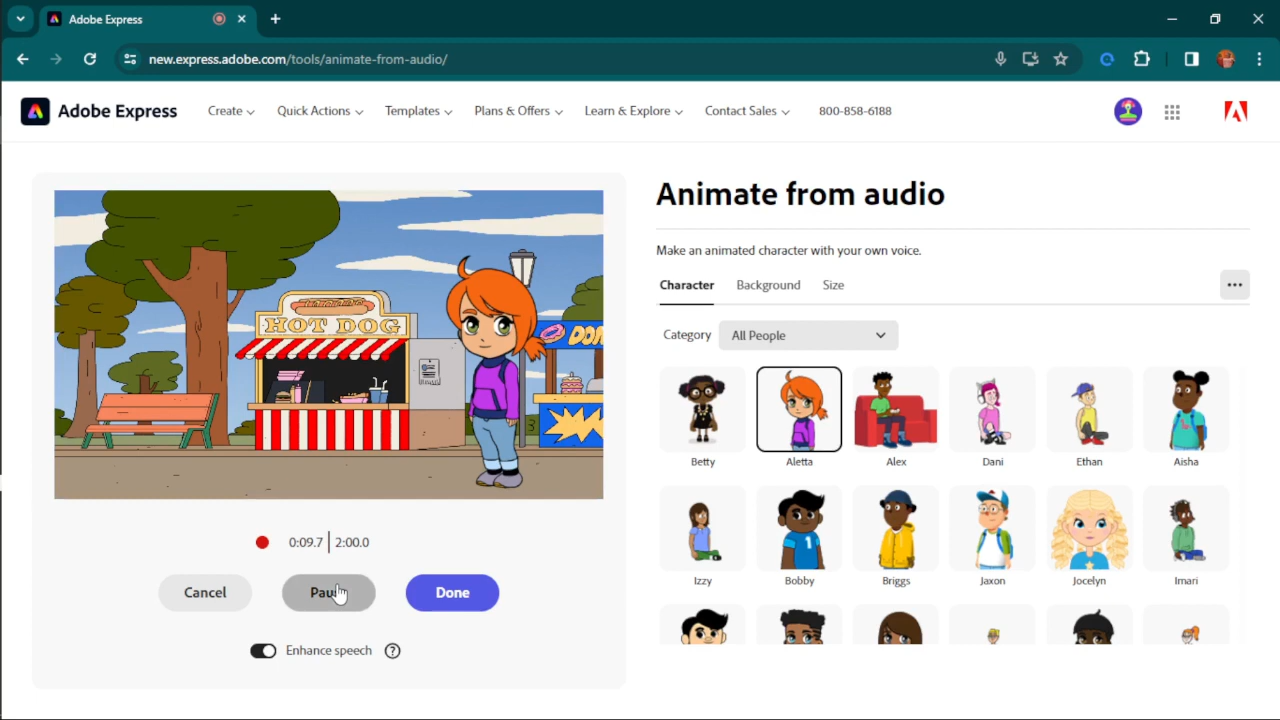 Adobe Express
new.express.adobe.com/tools/animate-from-audio/
Adobe Express
Create
Quick Actions
Templates
Plans & Offers
Learn & Explore
Contact Sales
800-858-6188
HOT DOG
Animate from audio
Make an animated character with your own voice.
Character
Background
Size
Category
All People
Betty
Aletta
Alex
Dani
Ethan
Aisha
Izzy
Bobby
Briggs
Jaxon
Jocelyn
Imari
1
0:09.7
2:00.0
Cancel
Done
Enhance speech
?